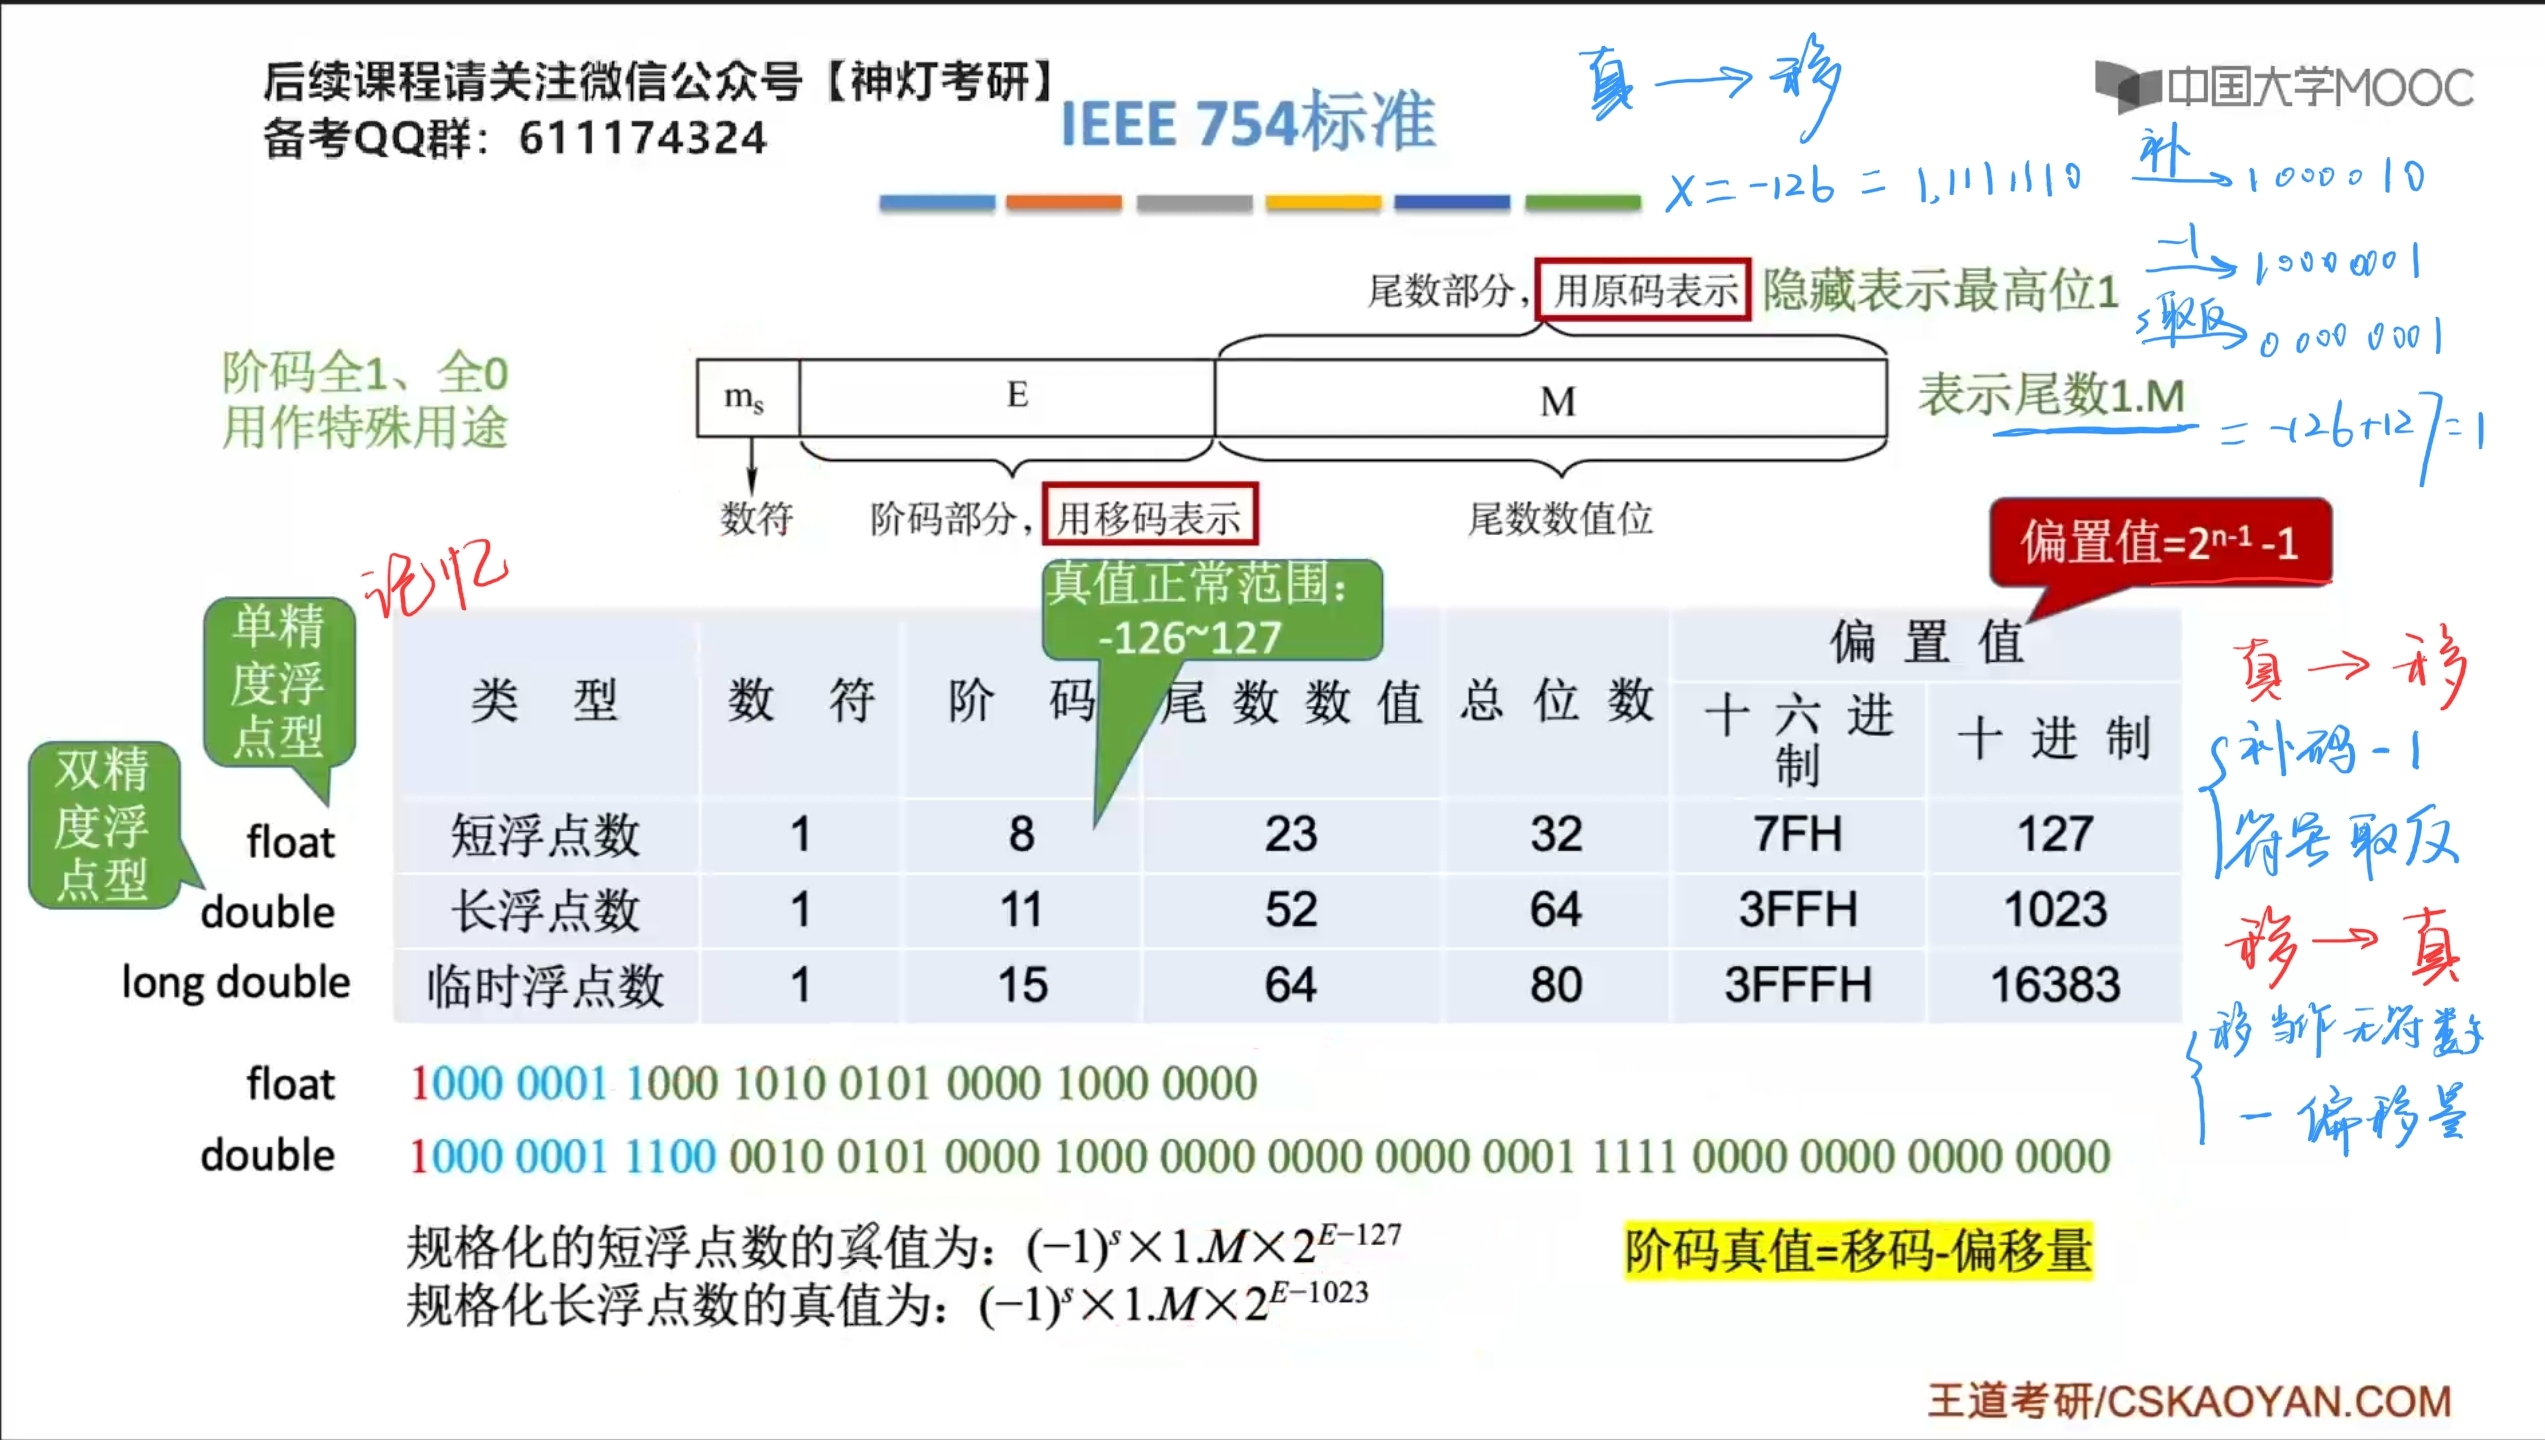 后续课程请关注微信公众号【神灯考研】
备考QQ群：611174324
IEEE 754标准
真 → 移
中国大学MOOC
x = -126 = 1,1111110 补→ 1000010
-1→ 10000001
s取反→ 0000 0001
= -126+127=1
尾数部分，用原码表示 隐藏表示最高位1
阶码全1、全0
用作特殊用途
ms E M
表示尾数1.M
数符 阶码部分，用移码表示 尾数数值位
偏置值=2n-1 -1
记忆
真值正常范围：
-126~127
单精
度浮
点型
双精
度浮
点型
类 型 数 符 阶 码 尾数数值 总位数 偏置值
十六进制 十进制
float 短浮点数 1 8 23 32 7FH 127
double 长浮点数 1 11 52 64 3FFH 1023
long double 临时浮点数 1 15 64 80 3FFFH 16383
真 → 移
补码-1
符号取反
移 → 真
移当作无符数
- 偏移量
float 1000 0001 1000 1010 0101 0000 1000 0000
double 1000 0001 1100 0010 0101 0000 1000 0000 0000 0000 0001 1111 0000 0000 0000 0000
规格化的短浮点数的真值为：(−1)s×1.M×2E−127
规格化长浮点数的真值为：(−1)s×1.M×2E−1023
阶码真值=移码-偏移量
王道考研/CSKAOYAN.COM